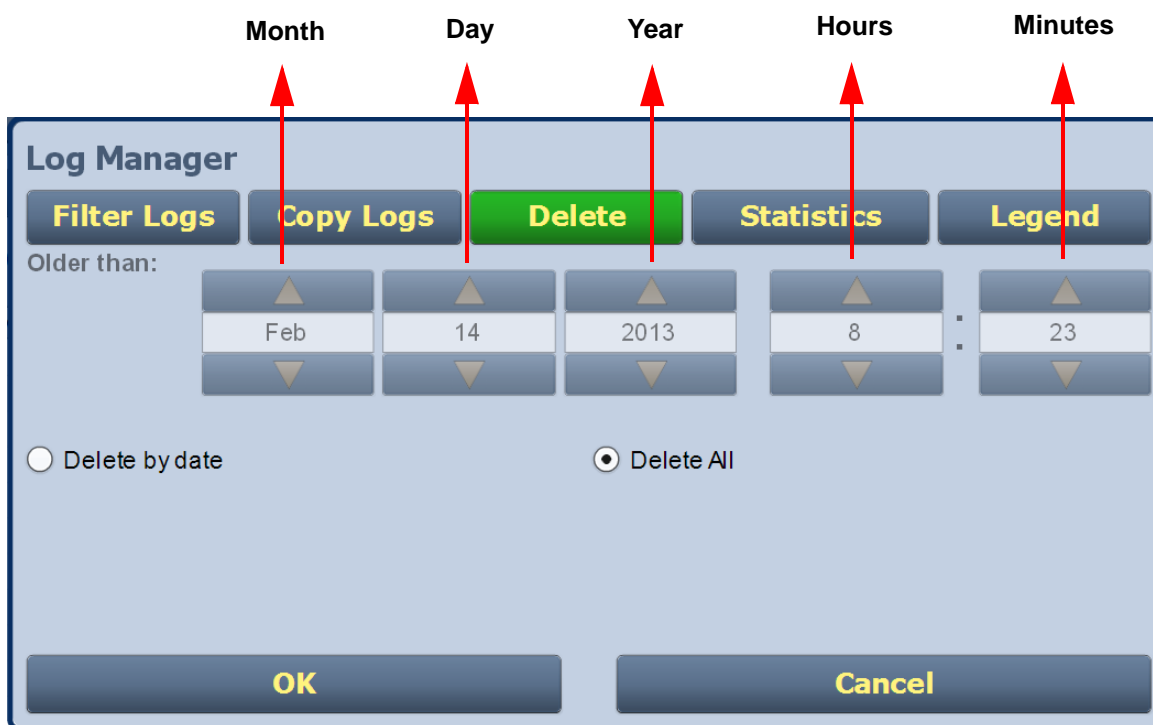 Month Day Year Hours Minutes
Log Manager
Filter Logs Copy Logs Delete Statistics Legend
Older than:
Feb 14 2013 8 : 23
Delete by date Delete All
OK Cancel